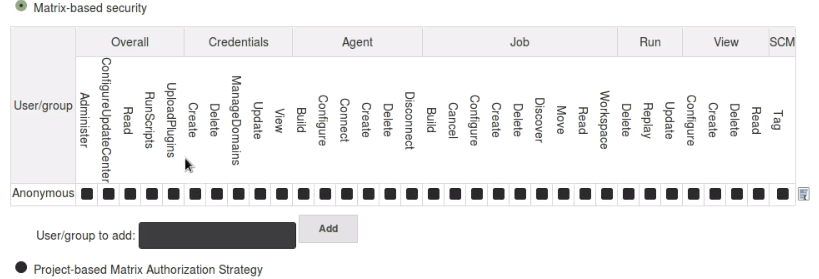 Matrix-based security
Overall Credentials Agent Job Run View SCM
User/group Administer ConfigureUpdateCenter Read RunScripts UploadPlugins Create Delete ManageDomains Update View Build Configure Connect Create Delete Disconnect Build Cancel Configure Create Delete Discover Move Read Workspace Delete Replay Update Configure Create Delete Read Tag
Anonymous
User/group to add: Add
Project-based Matrix Authorization Strategy